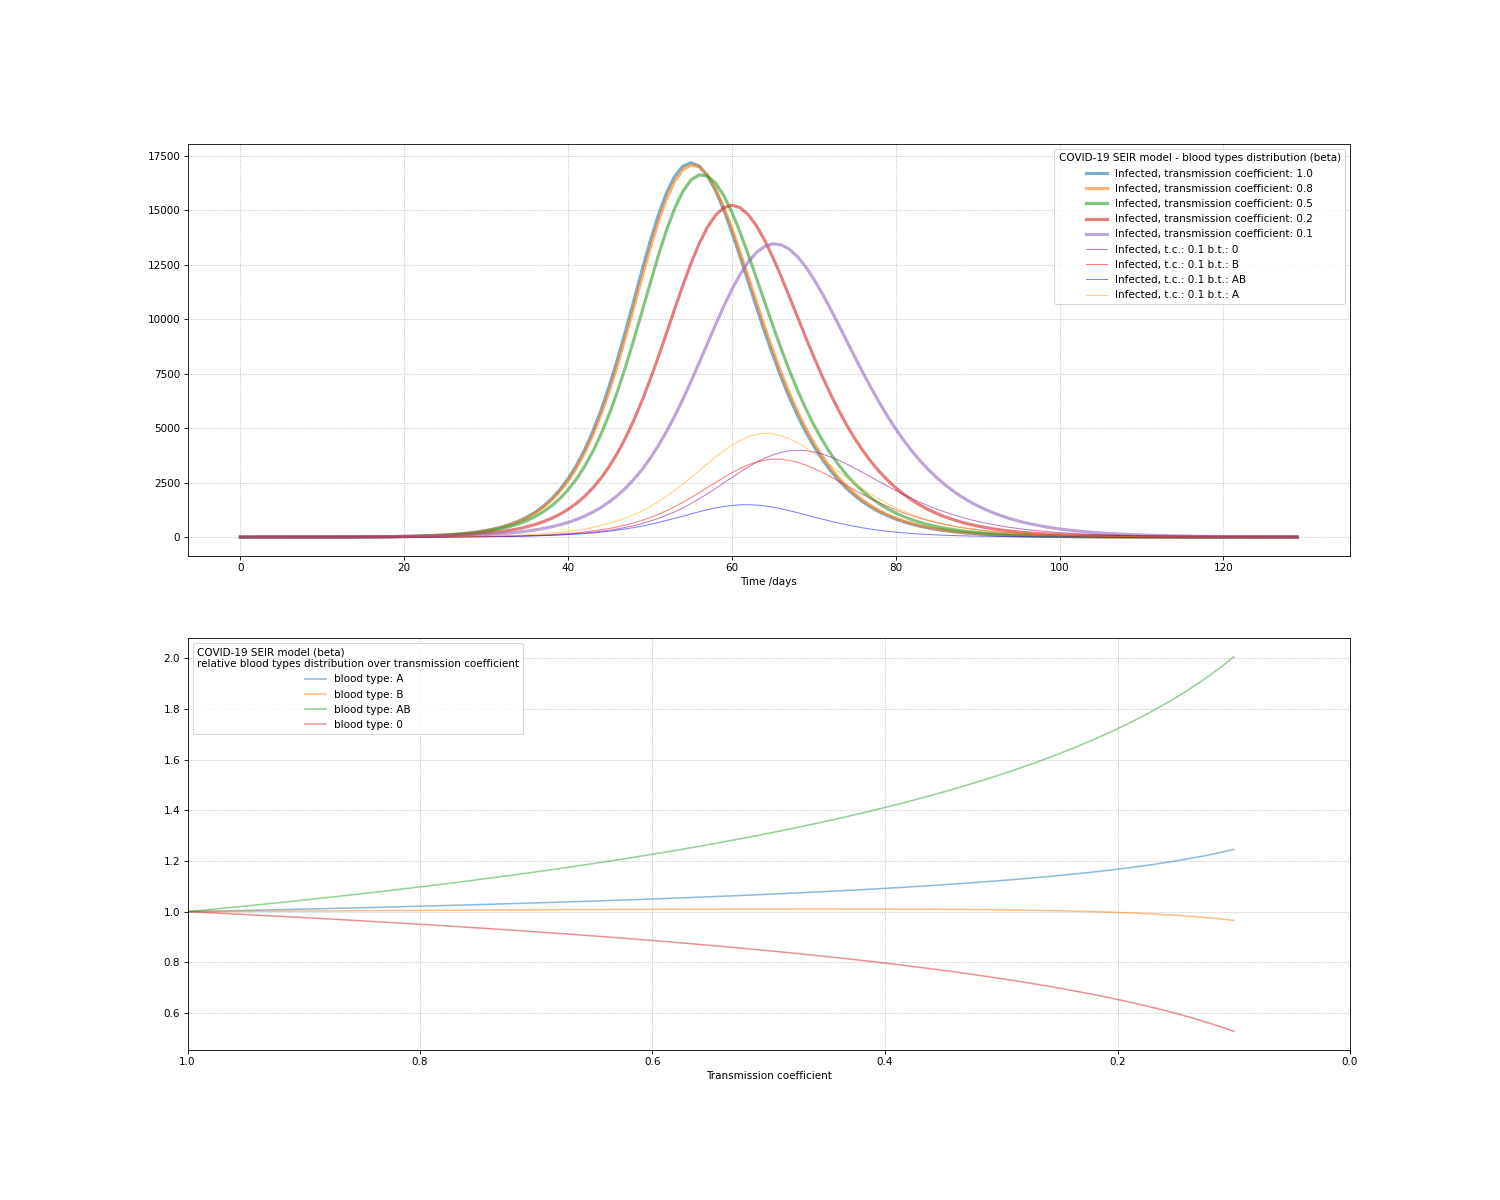 17500
15000
12500
10000
7500
5000
2500
0
COVID-19 SEIR model - blood types distribution (beta)
Infected, transmission coefficient: 1.0
Infected, transmission coefficient: 0.8
Infected, transmission coefficient: 0.5
Infected, transmission coefficient: 0.2
Infected, transmission coefficient: 0.1
Infected, t.c.: 0.1 b.t.: 0
Infected, t.c.: 0.1 b.t.: B
Infected, t.c.: 0.1 b.t.: AB
Infected, t.c.: 0.1 b.t.: A
0 20 40 60 80 100 120
Time /days
2.0
1.8
1.6
1.4
1.2
1.0
0.8
0.6
COVID-19 SEIR model (beta)
relative blood types distribution over transmission coefficient
blood type: A
blood type: B
blood type: AB
blood type: 0
1.0 0.8 0.6 0.4 0.2 0.0
Transmission coefficient